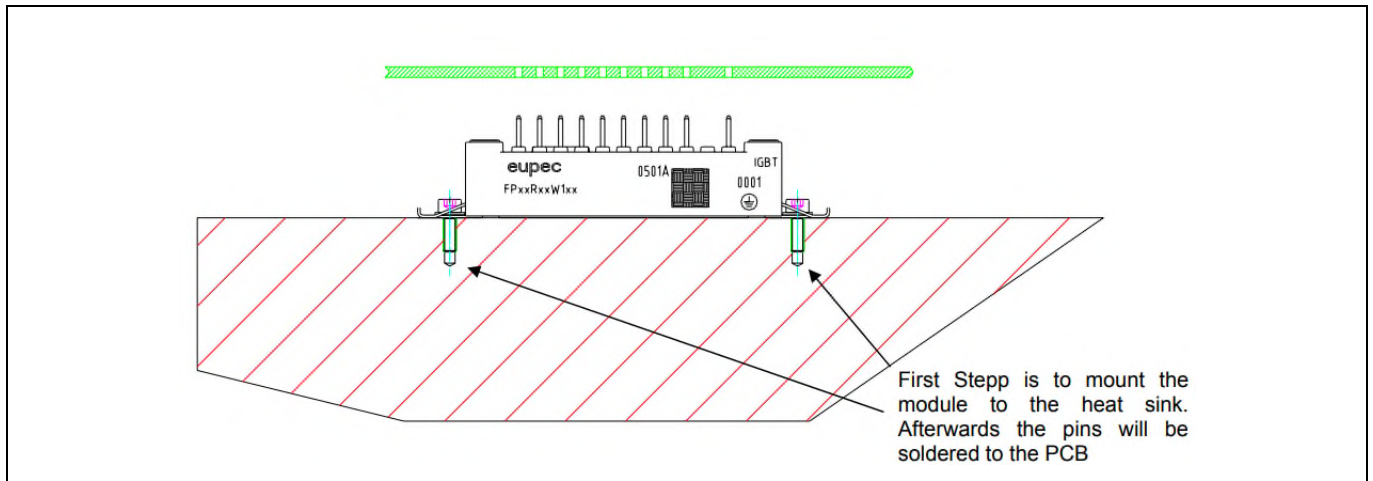 eupec
FPxxRxxW1xx
0501A
IGBT
0001
First Stepp is to mount the
module to the heat sink.
Afterwards the pins will be
soldered to the PCB